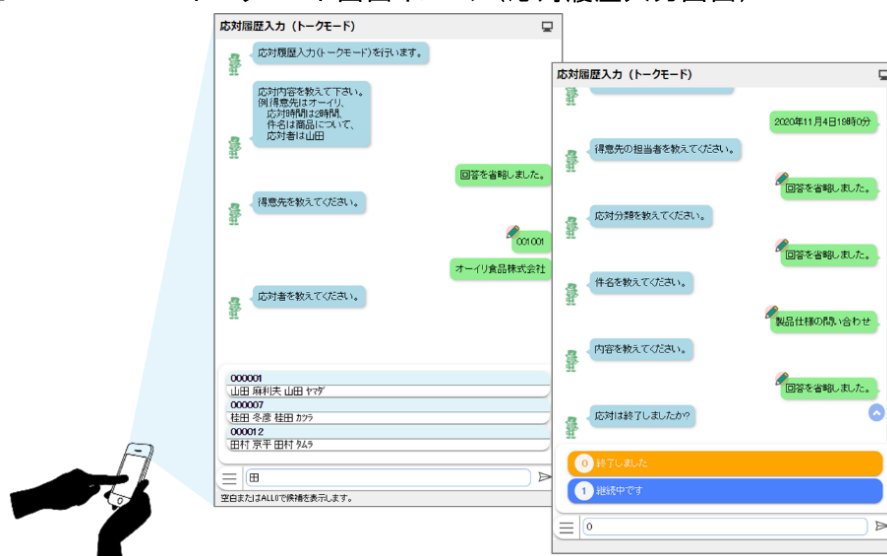 応対履歴入力（トークモード）
応対履歴入力(トークモード)を行います。
応対内容を教えて下さい。
例)得意先はオーイリ、
応対時間は2時間、
件名は商品について、
応対者は山田
回答を省略しました。
得意先を教えてください。
001001
オーイリ食品株式会社
応対者を教えてください。
000001
山田 麻利夫 山田 ヤマダ
000007
桂田 冬彦 桂田 カツラ
000012
田村 京平 田村 タムラ
田
空白またはALL8で候補を表示します。
応対履歴入力（トークモード）
2020年11月4日19時0分
得意先の担当者を教えてください。
回答を省略しました。
応対分類を教えてください。
回答を省略しました。
件名を教えてください。
製品仕様の問い合わせ
内容を教えてください。
回答を省略しました。
応対は終了しましたか?
0 終了しました
1 継続中です
0